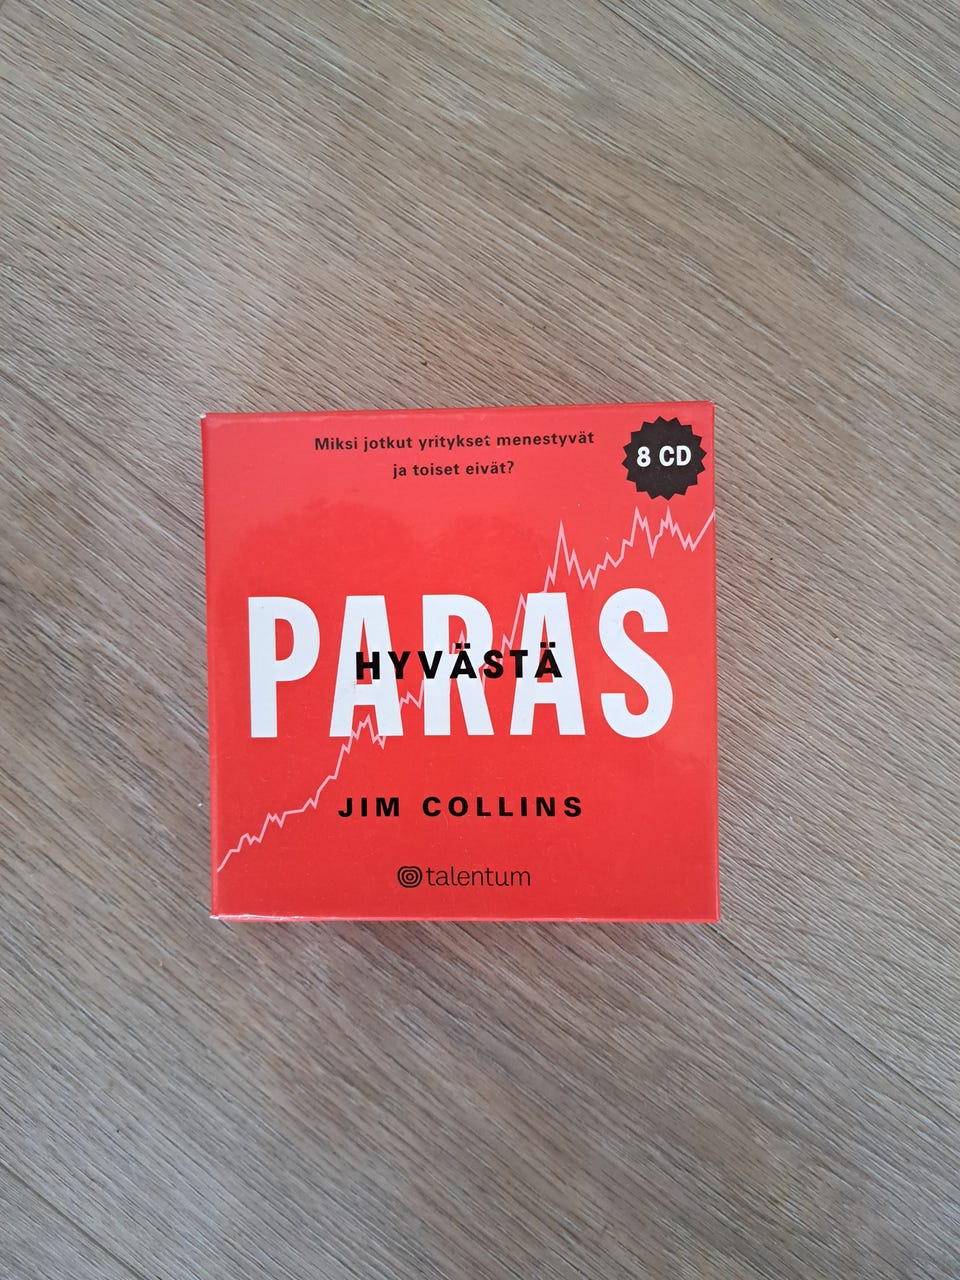 Miksi jotkut yritykset menestyvät
ja toiset eivät?
8 CD
PARAS
HYVÄSTÄ
JIM COLLINS
talentum